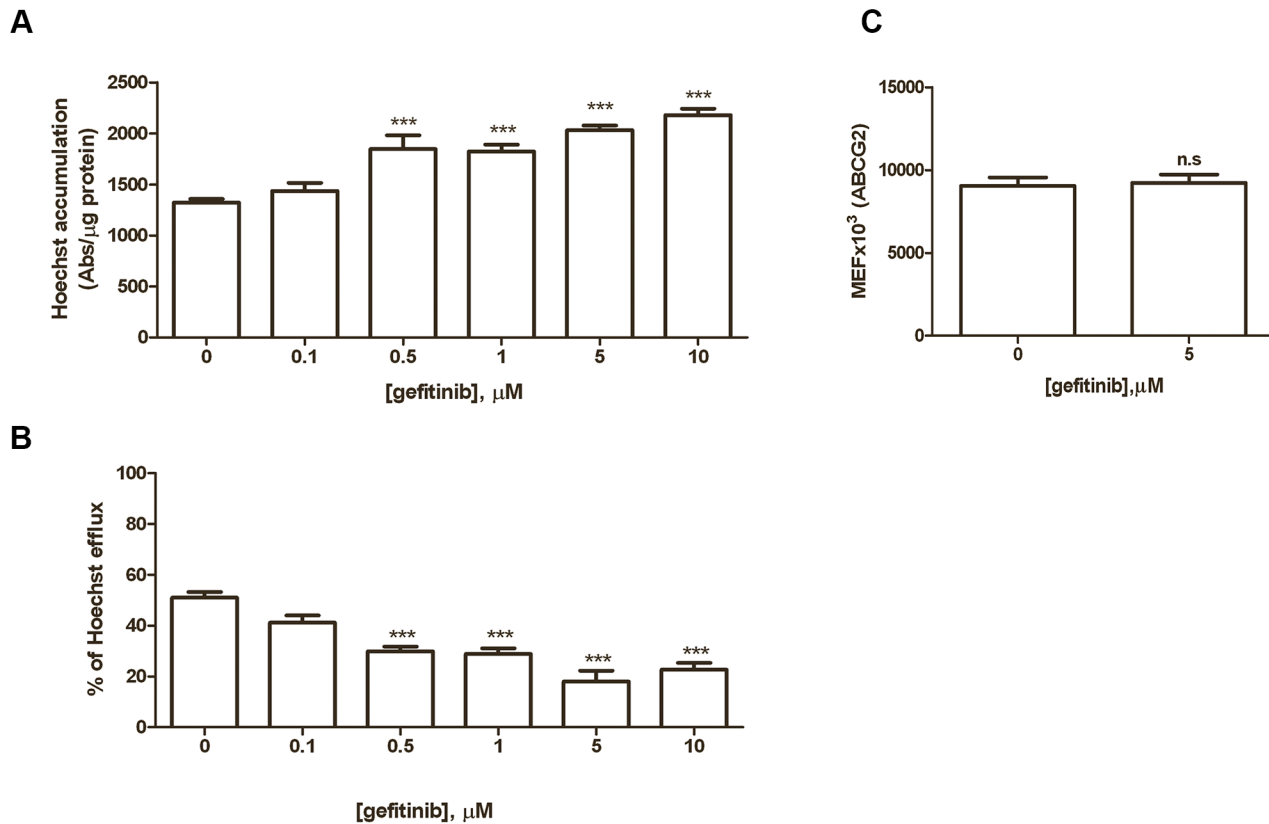 A
Hoechst accumulation
(Abs/μg protein)
2500
2000
1500
1000
500
0
***
***
***
***
0 0.1 0.5 1 5 10
[gefitinib], μM
B
% of Hoechst efflux
100
80
60
40
20
0
***
***
***
***
0 0.1 0.5 1 5 10
[gefitinib], μM
C
MEFx10³ (ABCG2)
15000
10000
5000
0
n.s
0 5
[gefitinib],μM